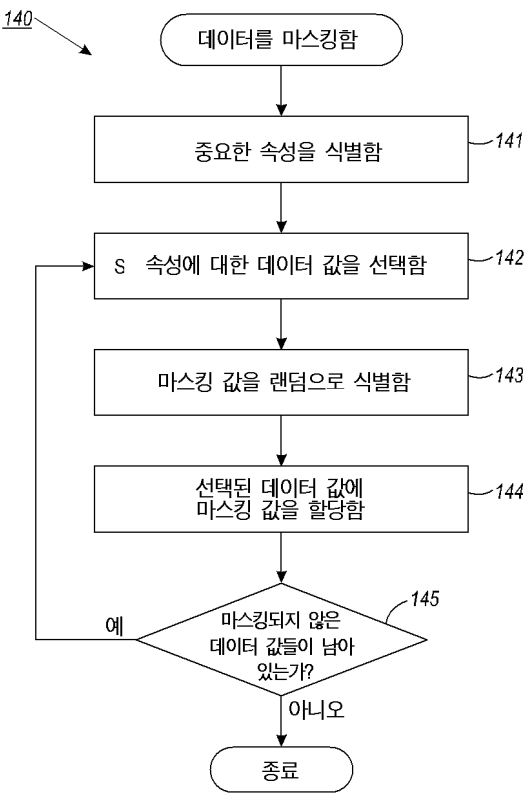 140
데이터를 마스킹함
중요한 속성을 식별함
141
S 속성에 대한 데이터 값을 선택함
142
마스킹 값을 랜덤으로 식별함
143
선택된 데이터 값에
마스킹 값을 할당함
144
145
마스킹되지 않은
데이터 값들이 남아
있는가?
예
아니오
종료